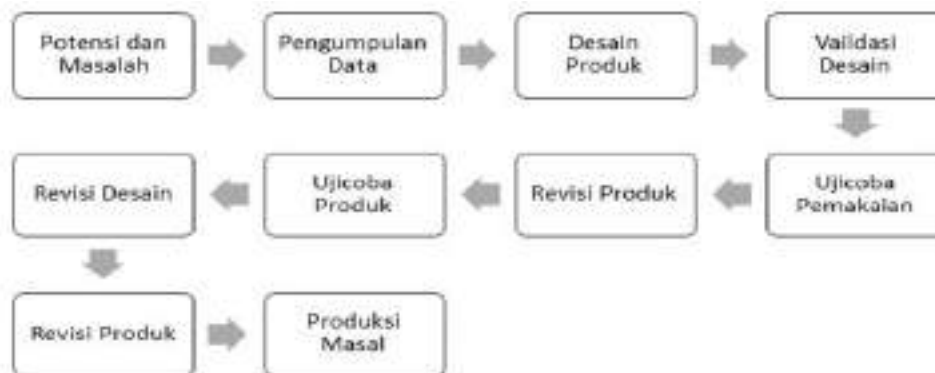 Potensi dan
Masalah
Pengumpulan
Data
Desain
Produk
Vaildasi
Desain
Revisi Desain
Ujicoba
Produk
Revisi Produk
Ujicoba
Pemakaian
Revisi Produk
Produksi
Masal